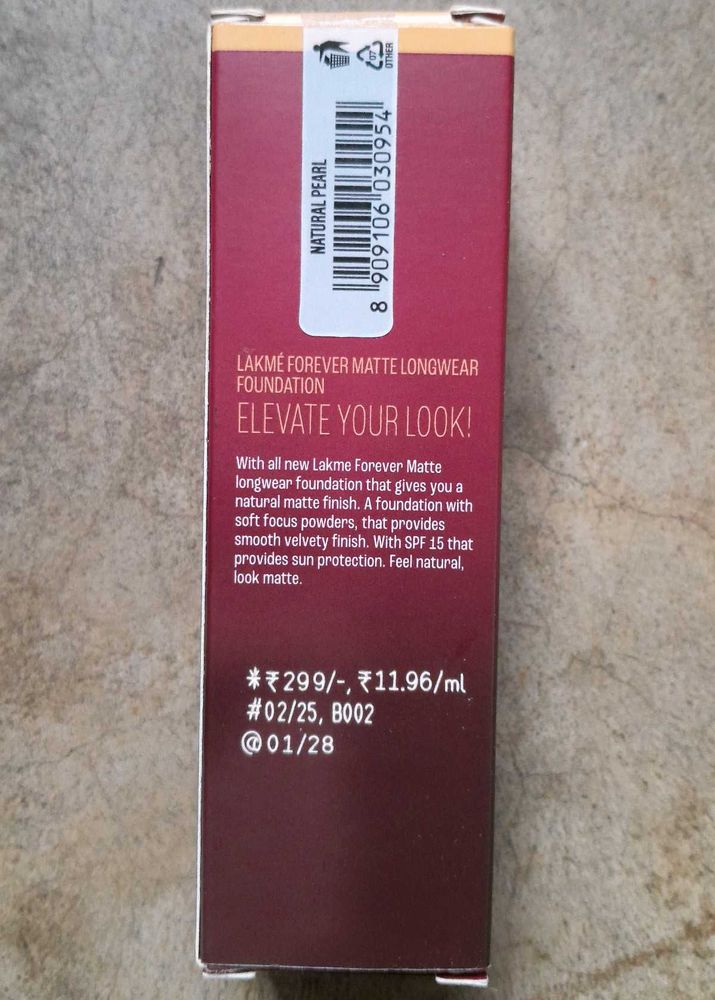 07
OTHER
NATURAL PEARL
8 909106 030954
LAKMÉ FOREVER MATTE LONGWEAR
FOUNDATION
ELEVATE YOUR LOOK!
With all new Lakme Forever Matte
longwear foundation that gives you a
natural matte finish. A foundation with
soft focus powders, that provides
smooth velvety finish. With SPF 15 that
provides sun protection. Feel natural,
look matte.
*₹299/-, ₹11.96/ml
#02/25, B002
@01/28